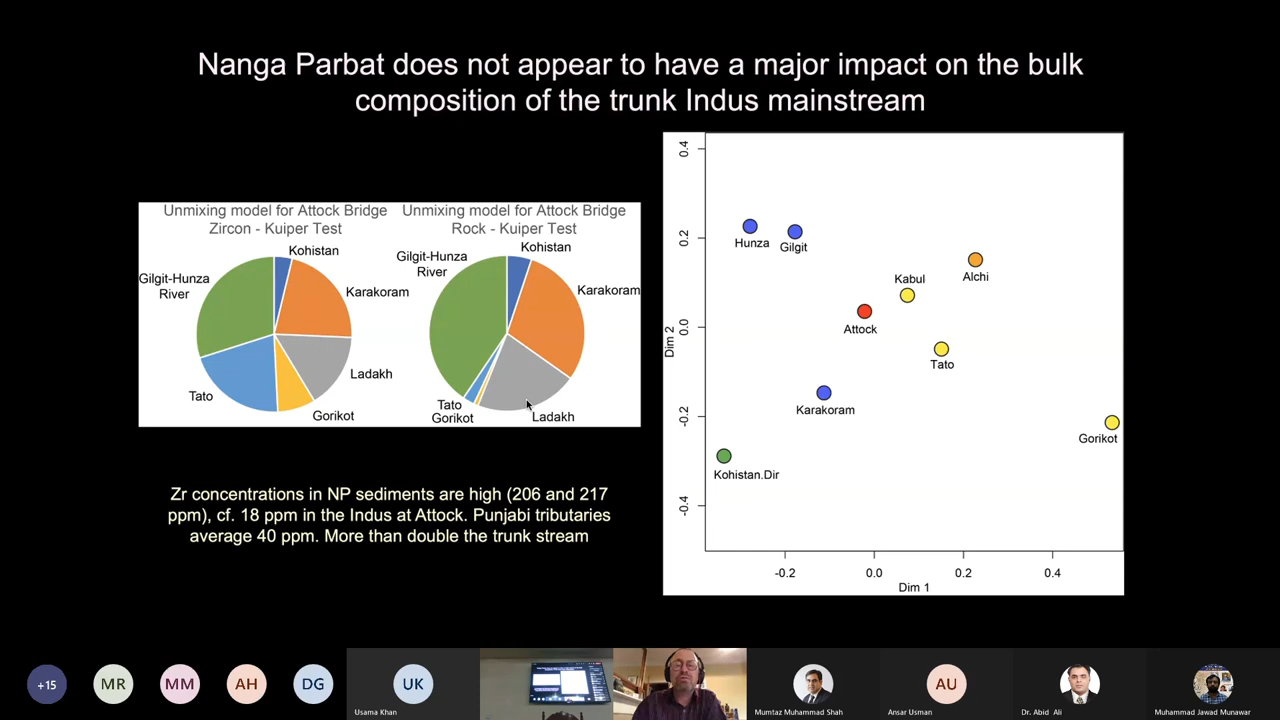 Nanga Parbat does not appear to have a major impact on the bulk
composition of the trunk Indus mainstream
Unmixing model for Attock Bridge
Zircon - Kuiper Test
Kohistan
Gilgit-Hunza
River
Karakoram
Ladakh
Tato
Gorikot
Unmixing model for Attock Bridge
Rock - Kuiper Test
Kohistan
Gilgit-Hunza
River
Karakoram
Tato
Gorikot
Ladakh
Zr concentrations in NP sediments are high (206 and 217
ppm), cf. 18 ppm in the Indus at Attock. Punjabi tributaries
average 40 ppm. More than double the trunk stream
0.4
0.2
0.0
-0.2
-0.4
Dim 2
Hunza
Gilgit
Alchi
Kabul
Attock
Tato
Karakoram
Gorikot
Kohistan.Dir
-0.2
0.0
0.2
0.4
Dim 1
+15
MR
MM
AH
DG
UK
Usama Khan
Mumtaz Muhammad Shah
AU
Ansar Usman
Dr. Abid Ali
Muhammad Jawad Munawar